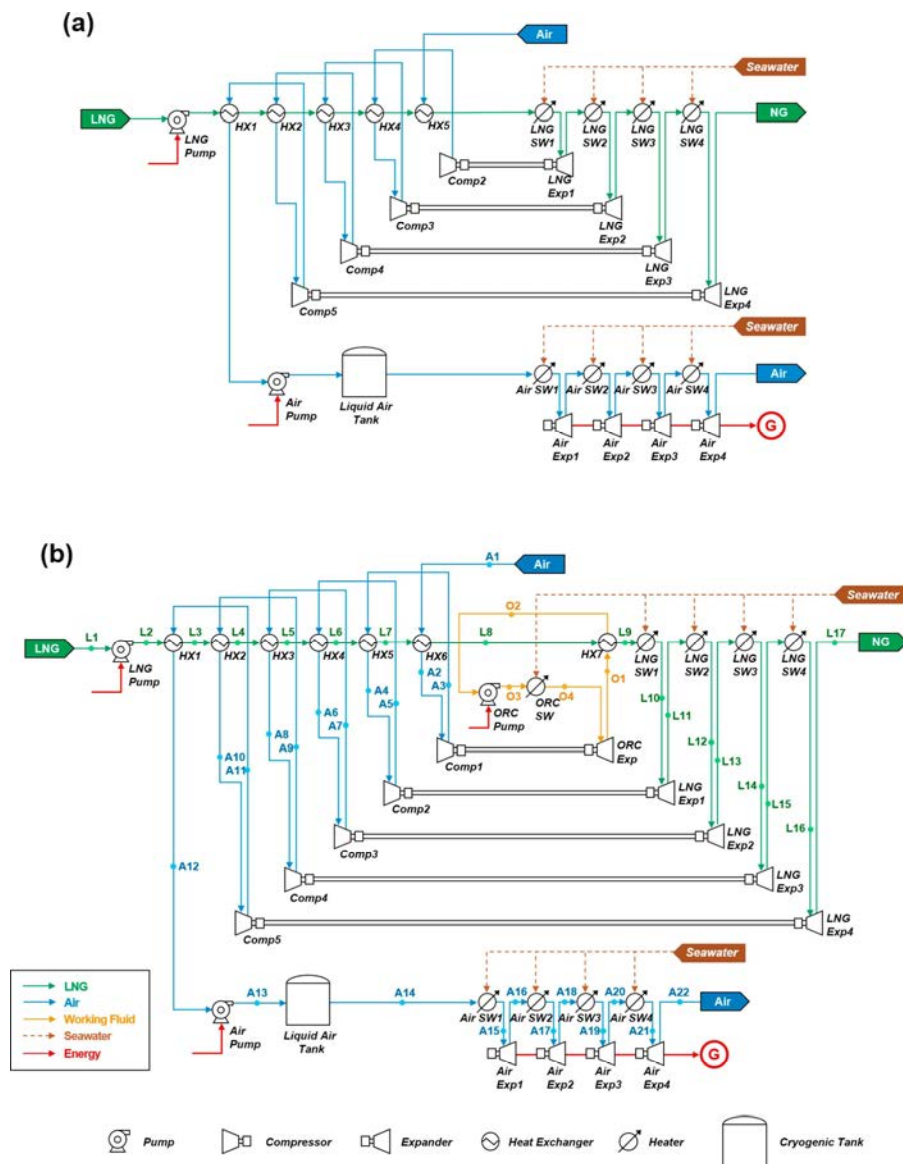 (a)
Air
Seawater
LNG
NG
LNG
Pump
HX1
HX2
HX3
HX4
HX5
LNG
SW1
LNG
SW2
LNG
SW3
LNG
SW4
Comp2
LNG
Exp1
Comp3
LNG
Exp2
Comp4
LNG
Exp3
Comp5
LNG
Exp4
Seawater
Air
Pump
Liquid Air
Tank
Air SW1
Air SW2
Air SW3
Air SW4
Air
Air
Exp1
Air
Exp2
Air
Exp3
Air
Exp4
G
(b)
A1
Air
Seawater
O2
LNG
L1
L2
L3
L4
L5
L6
L7
L8
L9
L17
NG
LNG
Pump
HX1
HX2
HX3
HX4
HX5
HX6
HX7
LNG
SW1
LNG
SW2
LNG
SW3
LNG
SW4
A2
A3
O1
O3
O4
ORC
Pump
ORC
SW
A4
A5
A6
A7
A8
A9
A10
A11
L10
L11
L12
L13
L14
L15
L16
Comp1
ORC
Exp
Comp2
LNG
Exp1
Comp3
LNG
Exp2
Comp4
LNG
Exp3
Comp5
LNG
Exp4
A12
Seawater
LNG
Air
Working Fluid
Seawater
Energy
A13
A14
Air
Pump
Liquid Air
Tank
A16
A18
A20
A22
Air
Air SW1
Air SW2
Air SW3
Air SW4
A15
A17
A19
A21
Air
Exp1
Air
Exp2
Air
Exp3
Air
Exp4
G
Pump
Compressor
Expander
Heat Exchanger
Heater
Cryogenic Tank